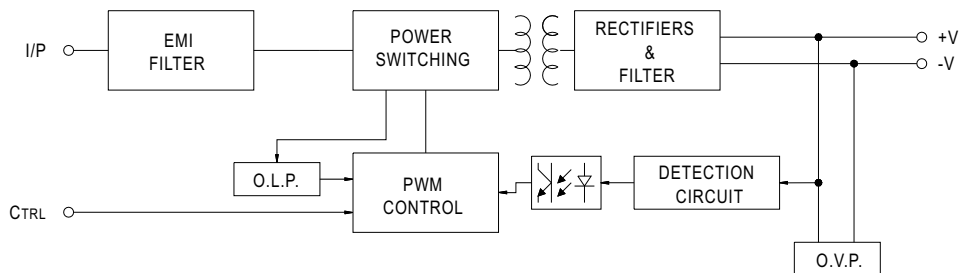 I/P
EMI
FILTER
POWER
SWITCHING
RECTIFIERS
&
FILTER
+V
-V
O.L.P.
PWM
CONTROL
DETECTION
CIRCUIT
CTRL
O.V.P.